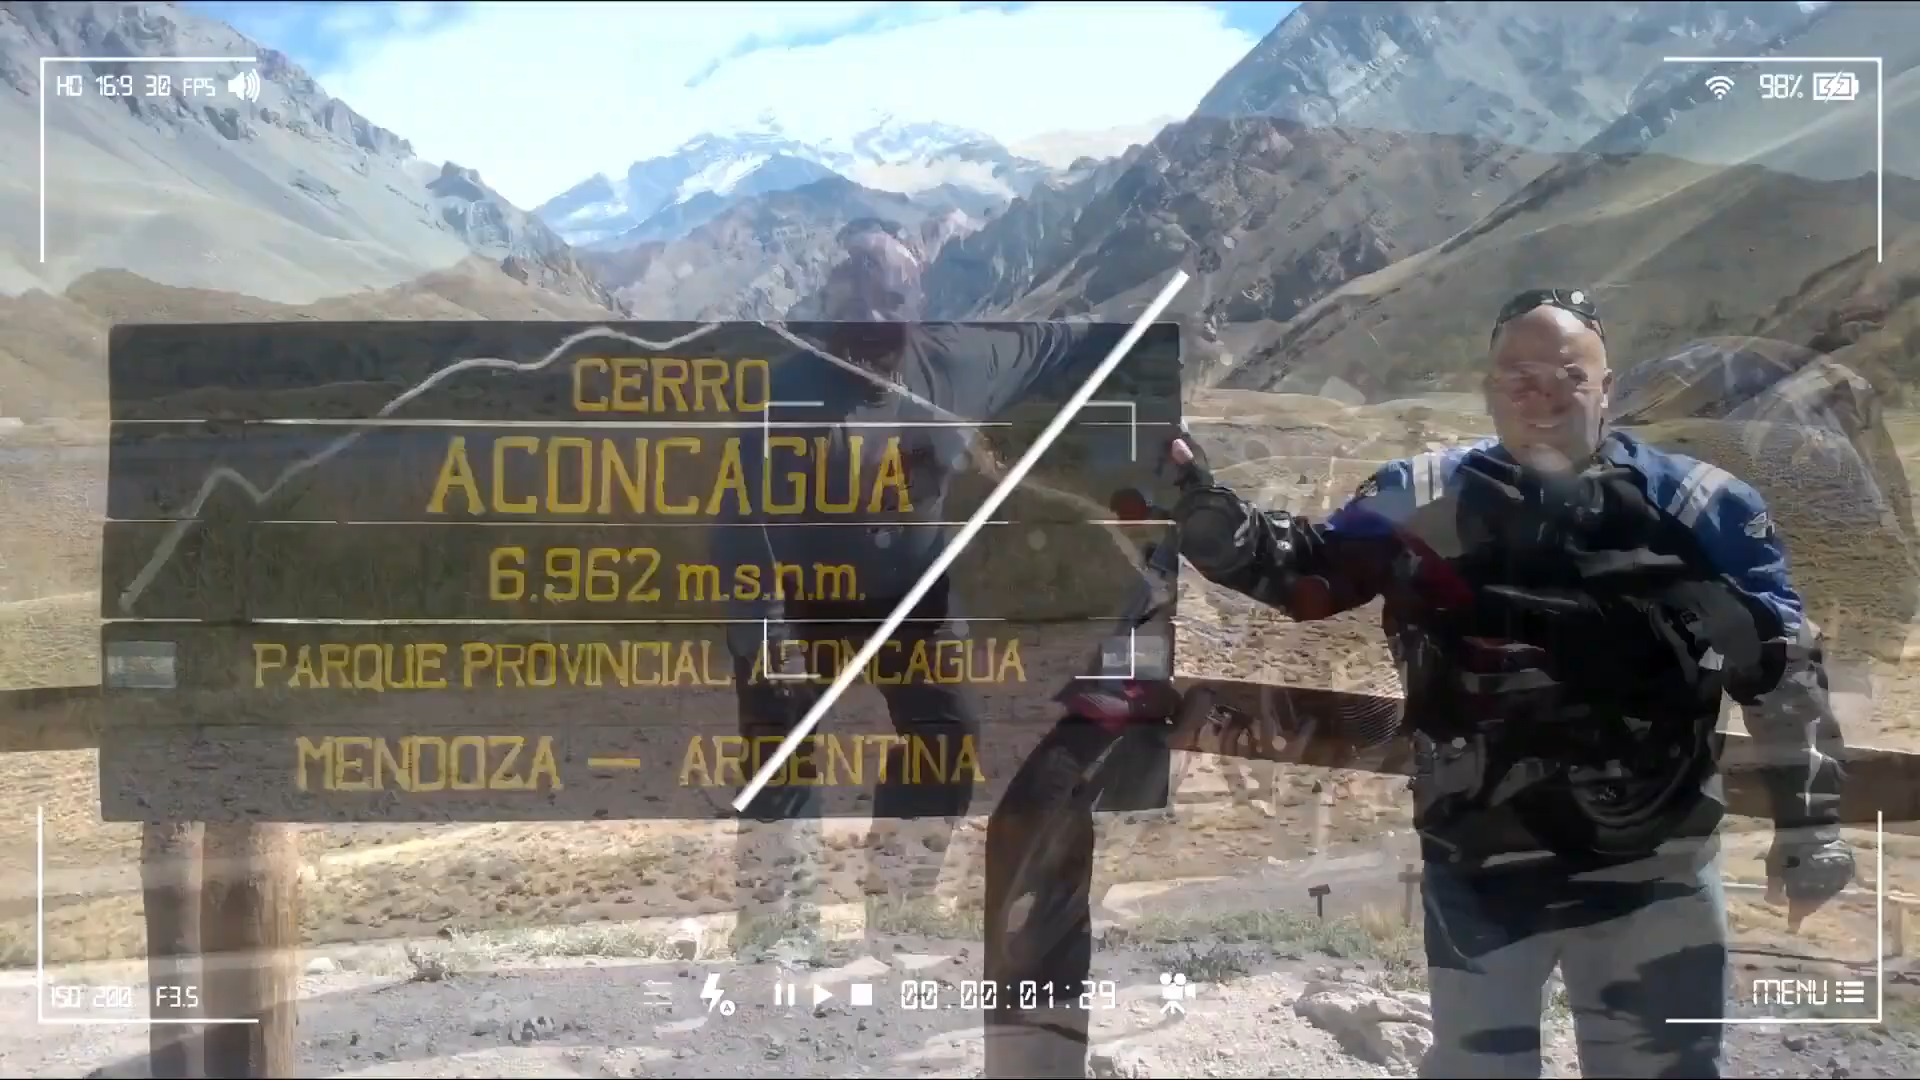 HD 16:9 30 FPS
98%
CERRO
ACONCAGUA
6.962 m.s.n.m.
PARQUE PROVINCIAL ACONCAGUA
MENDOZA — ARGENTINA
ISO 200 F3.5
00:00:01:29
MENU